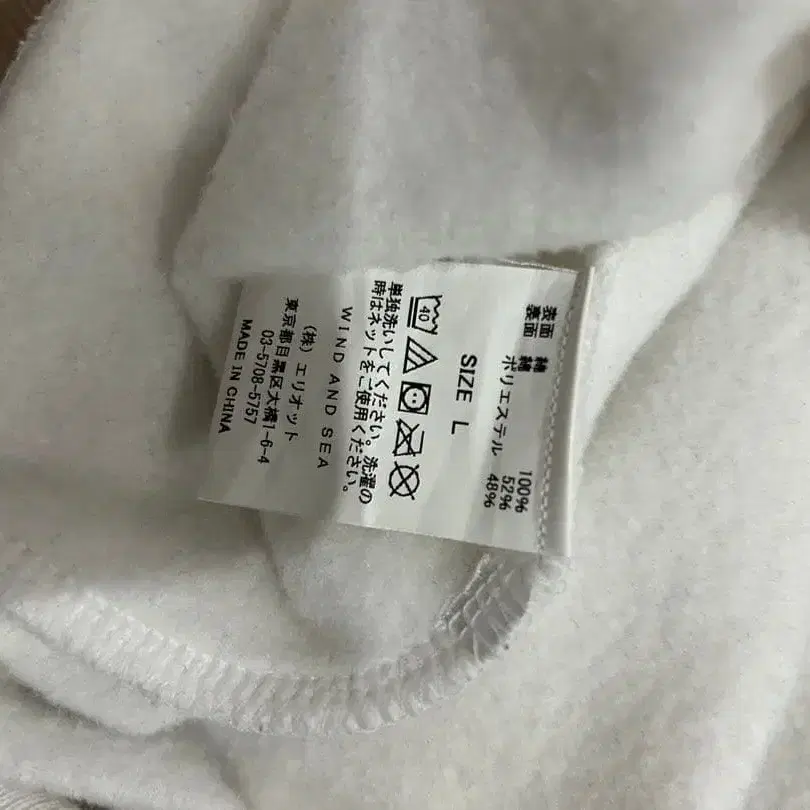 表面 綿 100%
裏面 綿 52%
ポリエステル 48%
SIZE L
40
単独洗いしてください。洗濯の
時はネットをご使用ください。
WIND AND SEA
(株)エリオット
東京都目黒区大橋1-6-4
03-5708-5757
MADE IN CHINA